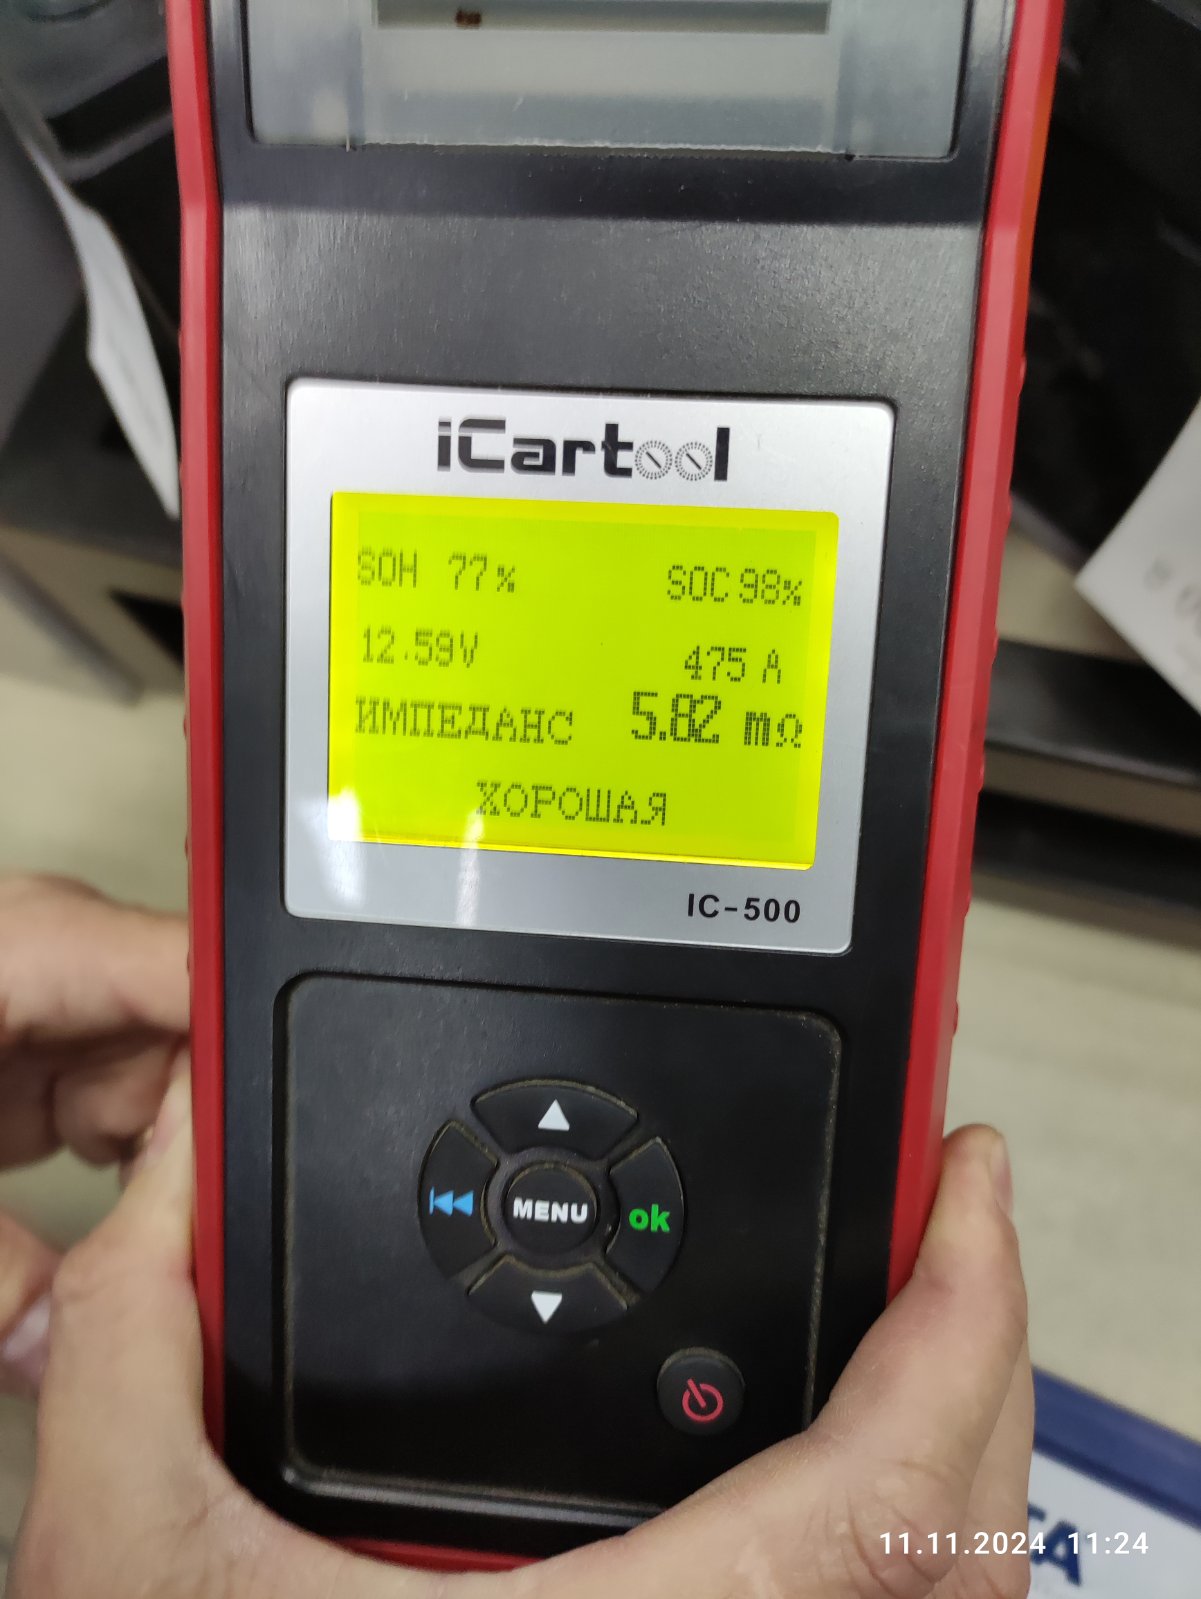 iCartool
SOH 77% SOC 98%
12.59V 475 A
ИМПЕДАНС 5.82 mΩ
ХОРОШАЯ
IC-500
MENU
ok
11.11.2024 11:24